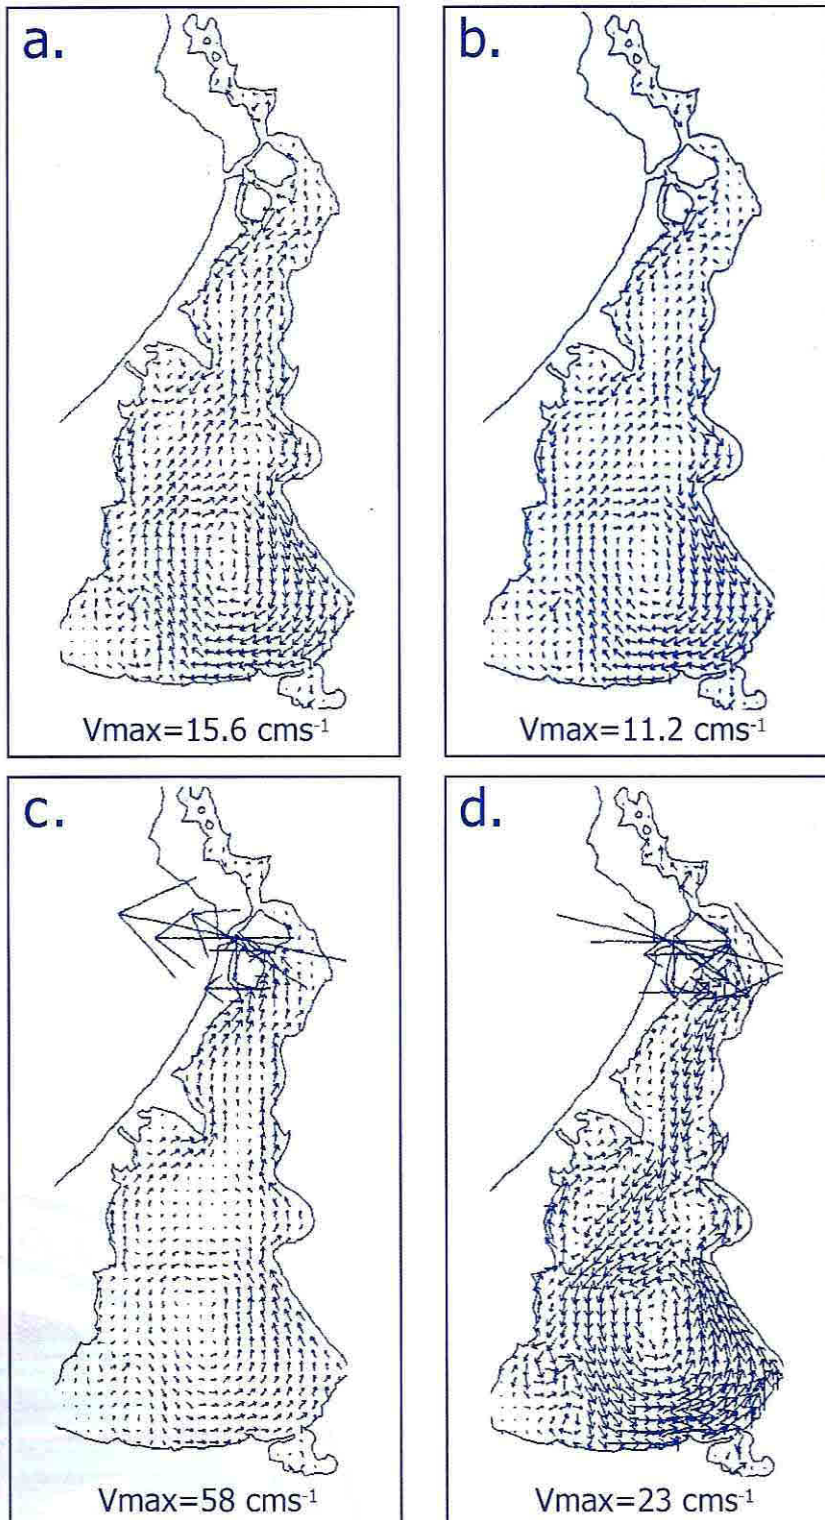 a.
b.
Vmax=15.6 cms⁻¹
Vmax=11.2 cms⁻¹
c.
d.
Vmax=58 cms⁻¹
Vmax=23 cms⁻¹